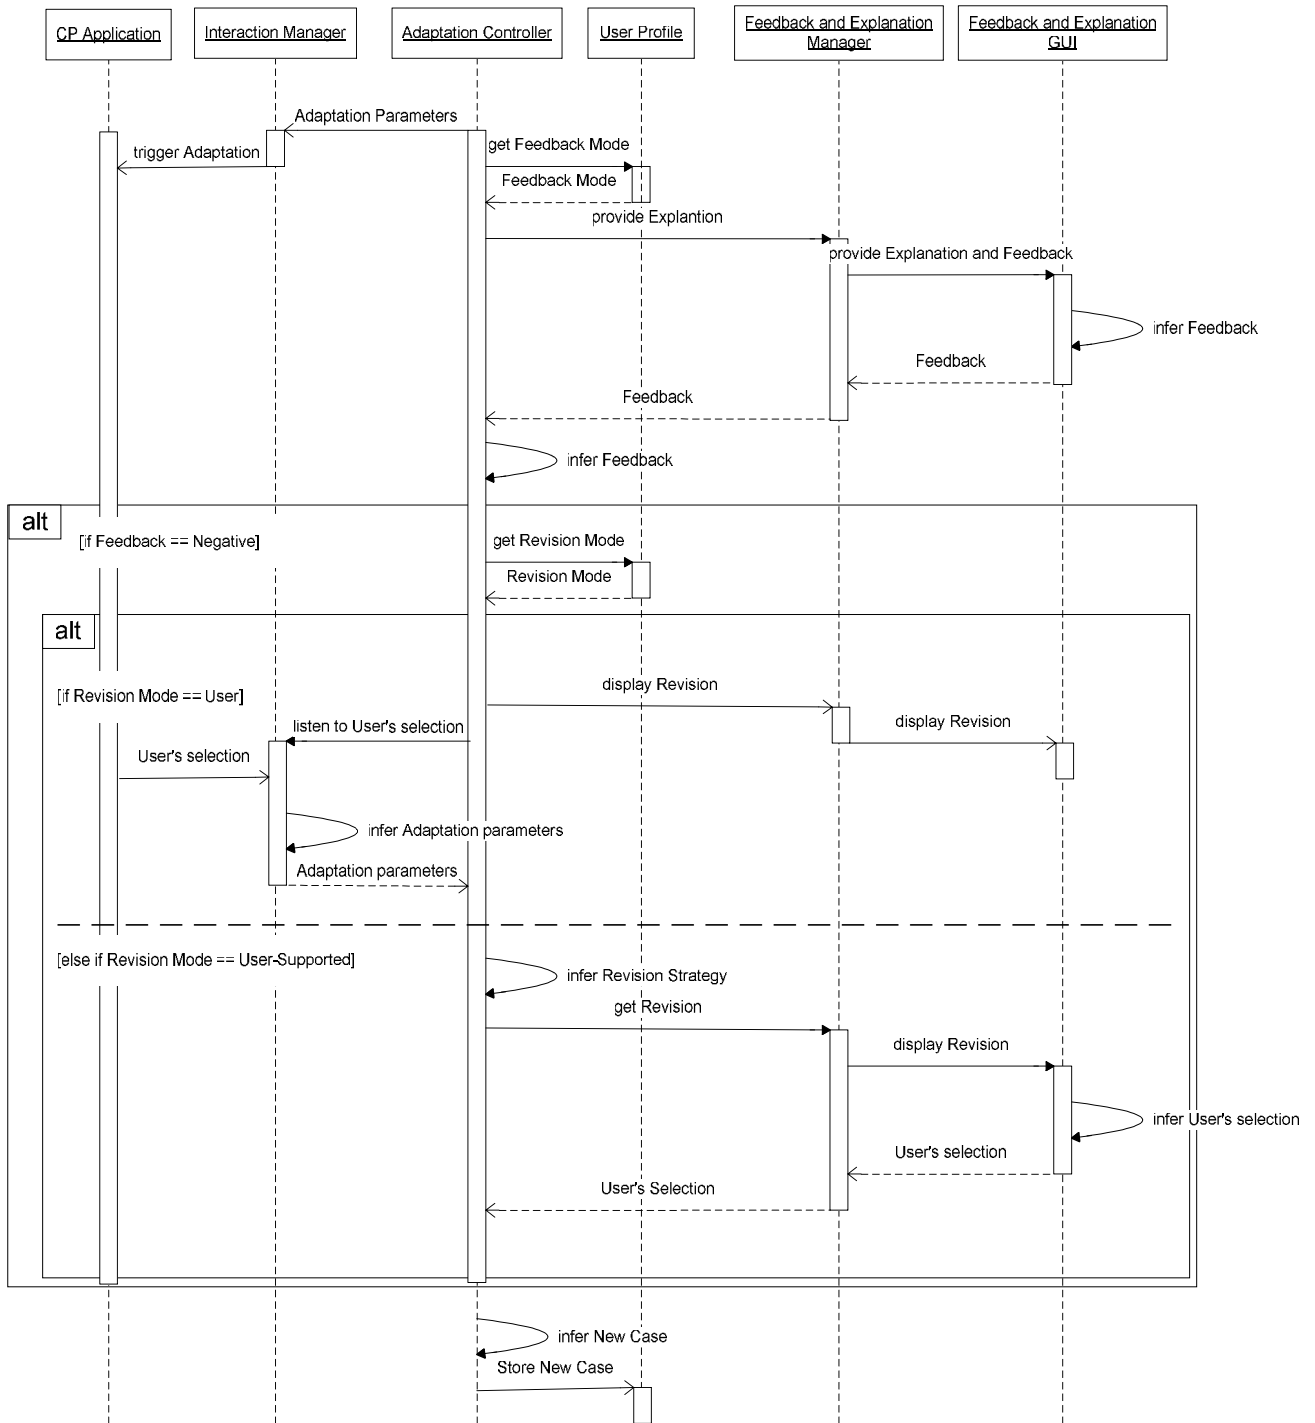 CP Application
Interaction Manager
Adaptation Controller
User Profile
Feedback and Explanation
Manager
Feedback and Explanation
GUI
Adaptation Parameters
trigger Adaptation
get Feedback Mode
Feedback Mode
provide Explantion
provide Explanation and Feedback
infer Feedback
Feedback
Feedback
infer Feedback
alt
[if Feedback == Negative]
get Revision Mode
Revision Mode
alt
[if Revision Mode == User]
display Revision
display Revision
listen to User's selection
User's selection
infer Adaptation parameters
Adaptation parameters
[else if Revision Mode == User-Supported]
infer Revision Strategy
get Revision
display Revision
infer User's selection
User's selection
User's Selection
infer New Case
Store New Case